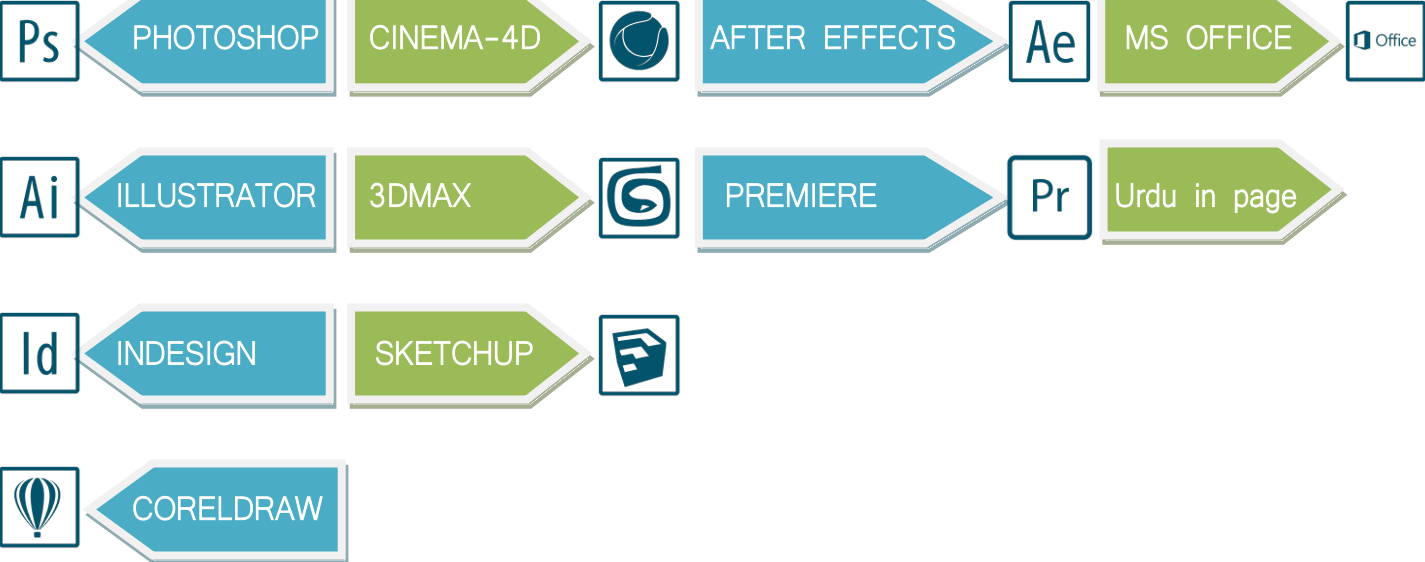 Ps PHOTOSHOP CINEMA-4D AFTER EFFECTS Ae MS OFFICE Office
Ai ILLUSTRATOR 3DMAX PREMIERE Pr Urdu in page
Id INDESIGN SKETCHUP
CORELDRAW